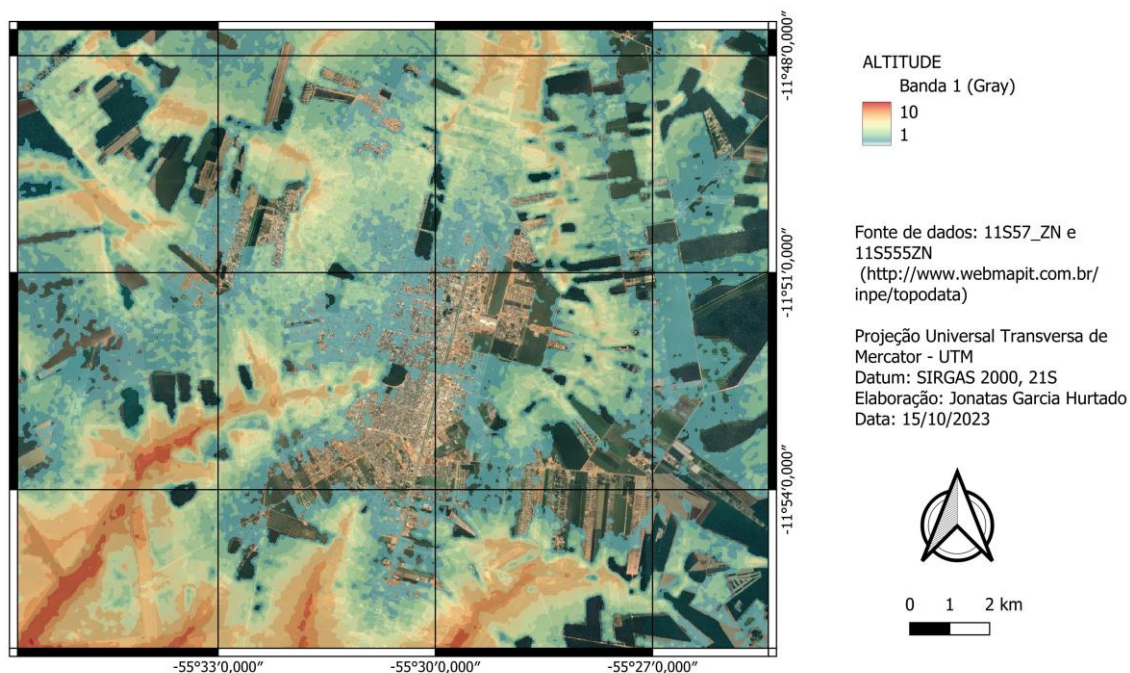 -11°48'0,000"
-11°51'0,000"
-11°54'0,000"
-55°33'0,000"
-55°30'0,000"
-55°27'0,000"
ALTITUDE
Banda 1 (Gray)
10
1
Fonte de dados: 11S57_ZN e
11S555ZN
(http://www.webmapit.com.br/
inpe/topodata)
Projeção Universal Transversa de
Mercator - UTM
Datum: SIRGAS 2000, 21S
Elaboração: Jonatas Garcia Hurtado
Data: 15/10/2023
0 1 2 km